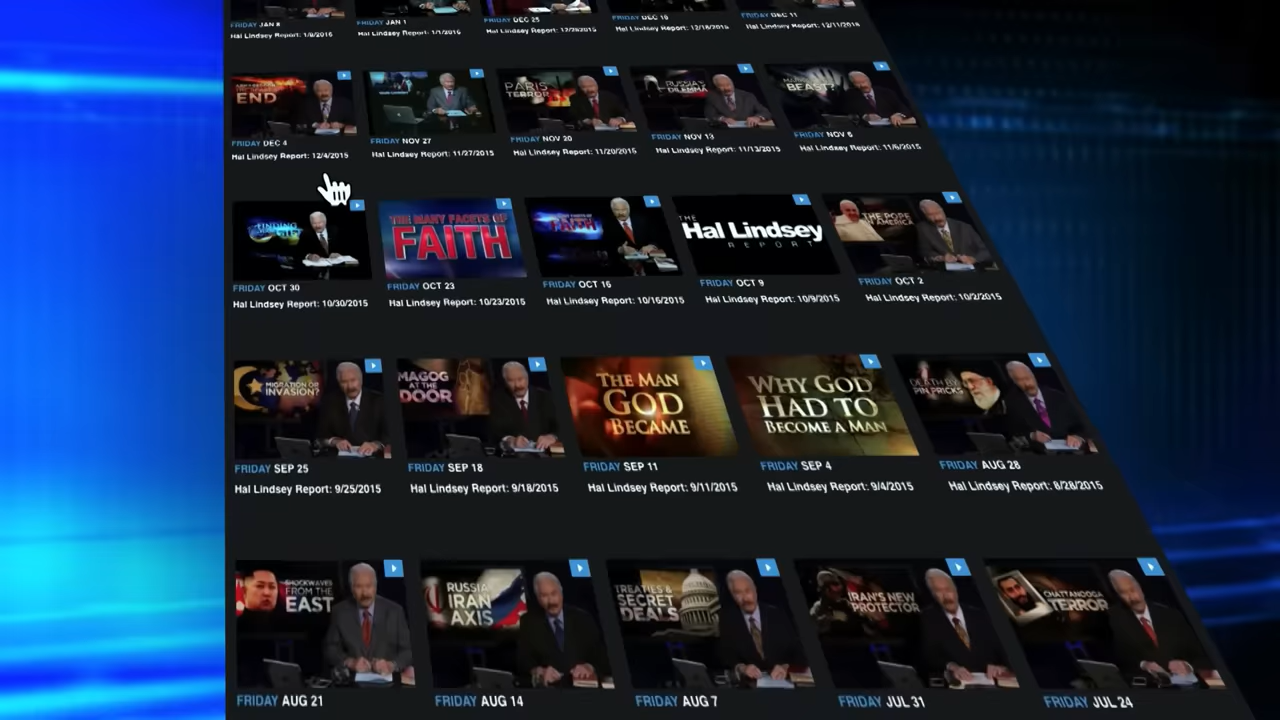 FRIDAY JAN 8
FRIDAY JAN 1
FRIDAY DEC 25
FRIDAY DEC 18
FRIDAY DEC 11
Hal Lindsey Report: 1/8/2016
Hal Lindsey Report: 1/1/2016
Hal Lindsey Report: 12/25/2015
Hal Lindsey Report: 12/18/2015
Hal Lindsey Report: 12/11/2015
END
PARIS
TERROR
RUSSIA'S
DILEMMA
BEAST?
FRIDAY DEC 4
FRIDAY NOV 27
FRIDAY NOV 20
FRIDAY NOV 13
FRIDAY NOV 6
Hal Lindsey Report: 12/4/2015
Hal Lindsey Report: 11/27/2015
Hal Lindsey Report: 11/20/2015
Hal Lindsey Report: 11/13/2015
Hal Lindsey Report: 11/6/2015
FINDING
THE MANY FACETS OF
FAITH
FAITH
THE
Hal Lindsey
REPORT
THE POPE
IN AMERICA
FRIDAY OCT 30
FRIDAY OCT 23
FRIDAY OCT 16
FRIDAY OCT 9
FRIDAY OCT 2
Hal Lindsey Report: 10/30/2015
Hal Lindsey Report: 10/23/2015
Hal Lindsey Report: 10/16/2015
Hal Lindsey Report: 10/9/2015
Hal Lindsey Report: 10/2/2015
MIGRATION OR
INVASION?
MAGOG
AT THE
DOOR
THE MAN
GOD
BECAME
WHY GOD
HAD TO
BECOME A MAN
DEATH BY
PIN PRICKS
FRIDAY SEP 25
FRIDAY SEP 18
FRIDAY SEP 11
FRIDAY SEP 4
FRIDAY AUG 28
Hal Lindsey Report: 9/25/2015
Hal Lindsey Report: 9/18/2015
Hal Lindsey Report: 9/11/2015
Hal Lindsey Report: 9/4/2015
Hal Lindsey Report: 8/28/2015
SHOCKWAVES
FROM THE
EAST
RUSSIA
IRAN
AXIS
TREATIES &
SECRET
DEALS
IRAN'S NEW
PROTECTOR
CHATTANOOGA
TERROR
FRIDAY AUG 21
FRIDAY AUG 14
FRIDAY AUG 7
FRIDAY JUL 31
FRIDAY JUL 24